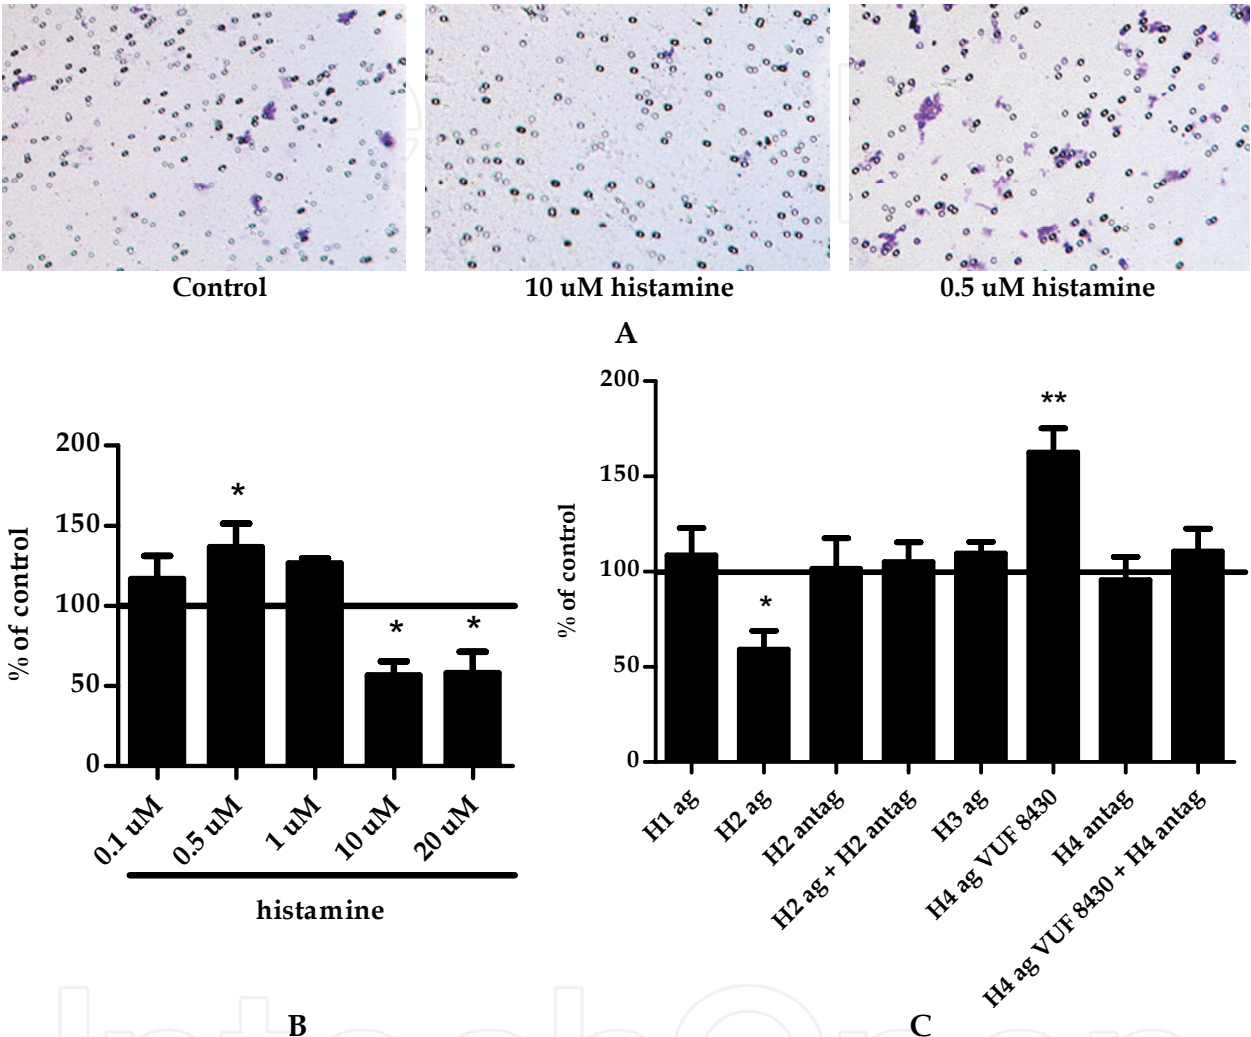 Control
10 uM histamine
0.5 uM histamine
A
200
150
100
50
0
% of control
*
*
*
0.1 uM
0.5 uM
1 uM
10 uM
20 uM
histamine
B
200
150
100
50
0
% of control
*
**
H1 ag
H2 ag
H2 antag
H2 ag + H2 antag
H3 ag
H4 ag VUF 8430
H4 antag
H4 ag VUF 8430 + H4 antag
C